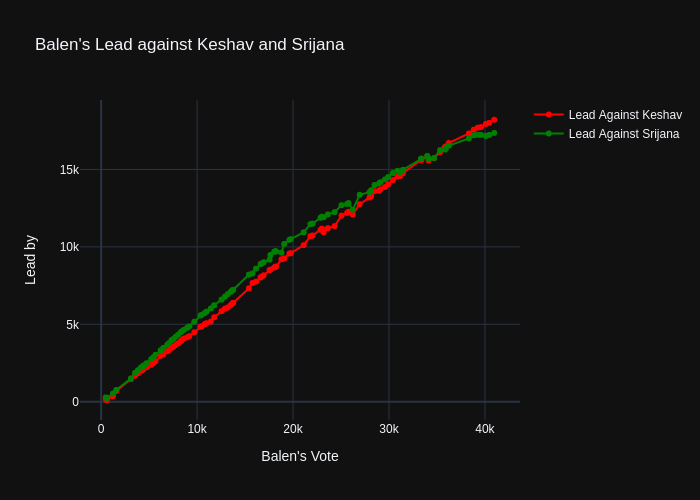 Balen's Lead against Keshav and Srijana
Lead Against Keshav
Lead Against Srijana
15k
10k
5k
0
Lead by
0 10k 20k 30k 40k
Balen's Vote